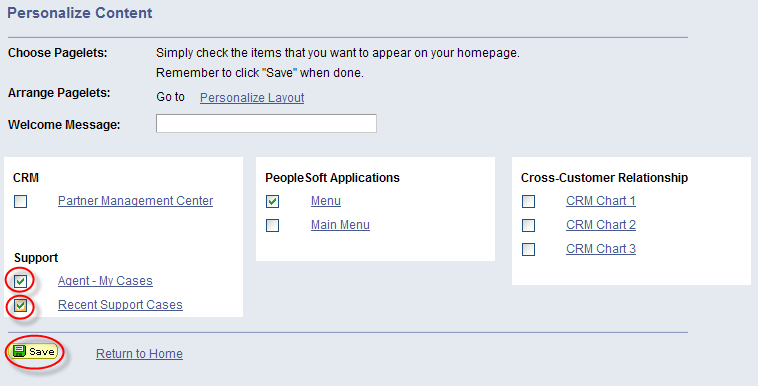 Personalize Content
Choose Pagelets: Simply check the items that you want to appear on your homepage.
Remember to click "Save" when done.
Arrange Pagelets: Go to Personalize Layout
Welcome Message:
CRM
Partner Management Center
Support
Agent - My Cases
Recent Support Cases
PeopleSoft Applications
Menu
Main Menu
Cross-Customer Relationship
CRM Chart 1
CRM Chart 2
CRM Chart 3
Save Return to Home